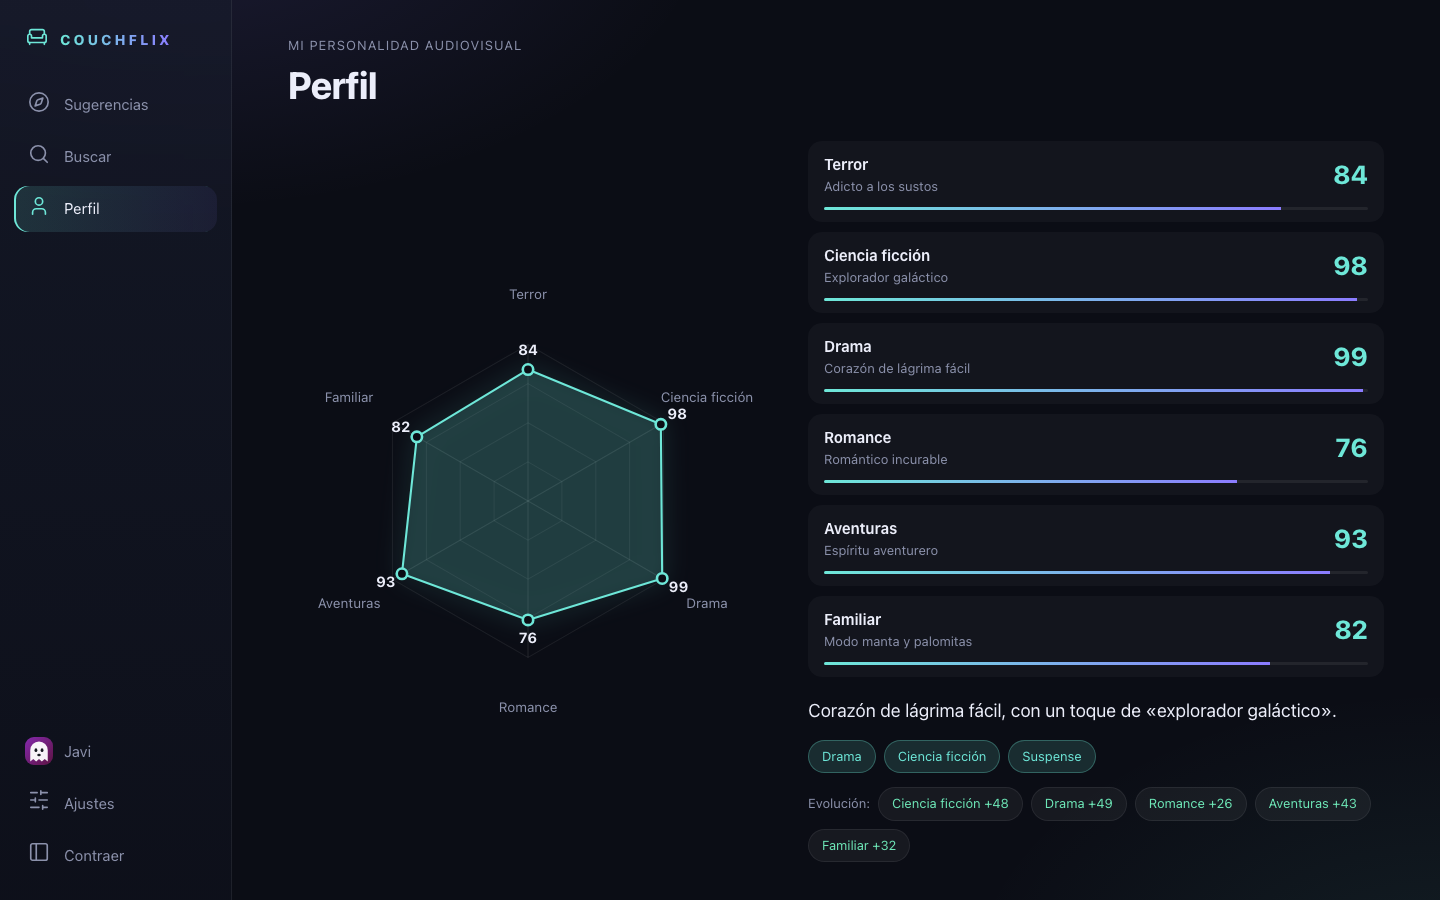 COUCHFLIX
Sugerencias
Buscar
Perfil
Javi
Ajustes
Contraer
MI PERSONALIDAD AUDIOVISUAL
Perfil
Terror
84
Familiar
Ciencia ficción
82
98
93
99
Aventuras
Drama
76
Romance
Terror
Adicto a los sustos
84
Ciencia ficción
Explorador galáctico
98
Drama
Corazón de lágrima fácil
99
Romance
Romántico incurable
76
Aventuras
Espíritu aventurero
93
Familiar
Modo manta y palomitas
82
Corazón de lágrima fácil, con un toque de «explorador galáctico».
Drama
Ciencia ficción
Suspense
Evolución:
Ciencia ficción +48
Drama +49
Romance +26
Aventuras +43
Familiar +32